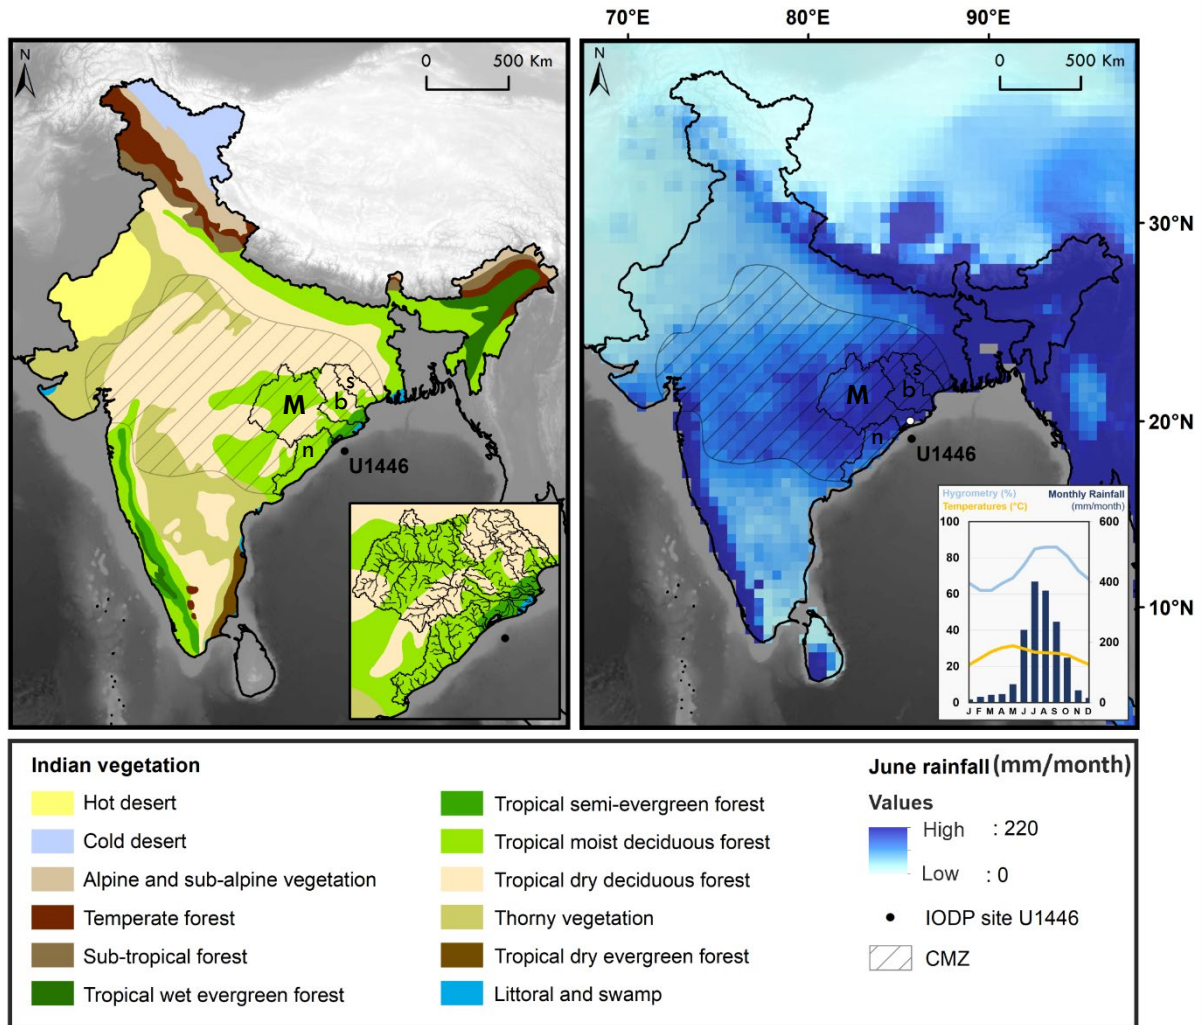 70°E 80°E 90°E
N
0 500 Km
M
s
b
n
U1446
N
0 500 Km
M
s
b
n
U1446
30°N
20°N
10°N
Hygrometry (%) Monthly Rainfall
Temperatures (°C) (mm/month)
100 600
80
60 400
40
20 200
0 0
J F M A M J J A S O N D
Indian vegetation
Hot desert
Cold desert
Alpine and sub-alpine vegetation
Temperate forest
Sub-tropical forest
Tropical wet evergreen forest
Tropical semi-evergreen forest
Tropical moist deciduous forest
Tropical dry deciduous forest
Thorny vegetation
Tropical dry evergreen forest
Littoral and swamp
June rainfall (mm/month)
Values
High : 220
Low : 0
IODP site U1446
CMZ